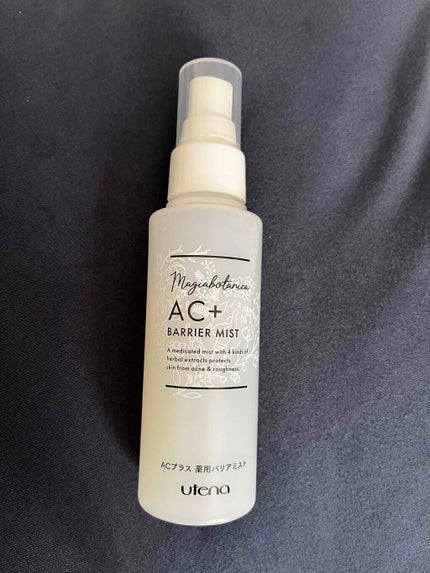 Magiabotanica
AC+
BARRIER MIST
A medicated mist with 4 kinds of
herbal extracts protects
skin from acne & roughness.
ACプラス 薬用バリアミスト
utena